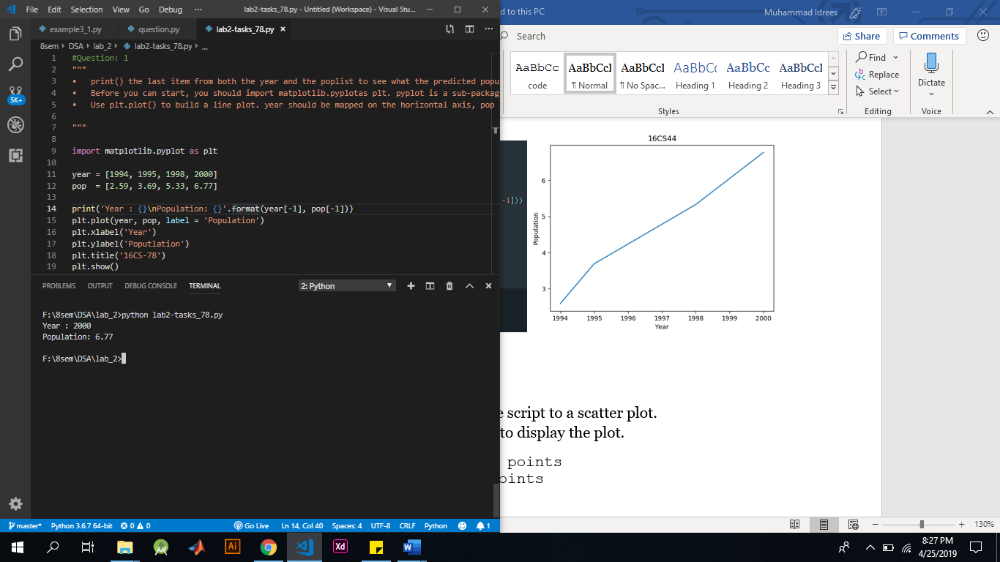 File Edit Selection View Go Debug ··· lab2-tasks_78.py - Untitled (Workspace) - Visual Stu...
example3_1.py question.py lab2-tasks_78.py
8sem > DSA > lab_2 > lab2-tasks_78.py > ...
1 #Question: 1
2 """
3 • print() the last item from both the year and the poplist to see what the predicted popu
4 • Before you can start, you should import matplotlib.pyplotas plt. pyplot is a sub-packag
5 • Use plt.plot() to build a line plot. year should be mapped on the horizontal axis, pop
6
7 """
8
9 import matplotlib.pyplot as plt
10
11 year = [1994, 1995, 1998, 2000]
12 pop = [2.59, 3.69, 5.33, 6.77]
13
14 print('Year : {}\nPopulation: {}'.format(year[-1], pop[-1]))
15 plt.plot(year, pop, label = 'Population')
16 plt.xlabel('Year')
17 plt.ylabel('Poputlation')
18 plt.title('16CS-78')
19 plt.show()
5K+
PROBLEMS OUTPUT DEBUG CONSOLE TERMINAL 2: Python
F:\8sem\DSA\lab_2>python lab2-tasks_78.py
Year : 2000
Population: 6.77
F:\8sem\DSA\lab_2>
master* Python 3.6.7 64-bit 0 0 Go Live Ln 14, Col 40 Spaces: 4 UTF-8 CRLF Python 1
d to this PC Muhammad Idrees
Search Share Comments
AaBbCc AaBbCcI AaBbCcI AaBbC( AaBbCc AaBbCcI
code ¶ Normal ¶ No Spac... Heading 1 Heading 2 Heading 3
Styles
Find
Replace
Select
Editing
Dictate
Voice
-1]))
16CS44
Population
6
5
4
3
1994 1995 1996 1997 1998 1999 2000
Year
e script to a scatter plot.
to display the plot.
points
oints
130%
Ai Xd
8:27 PM
4/25/2019